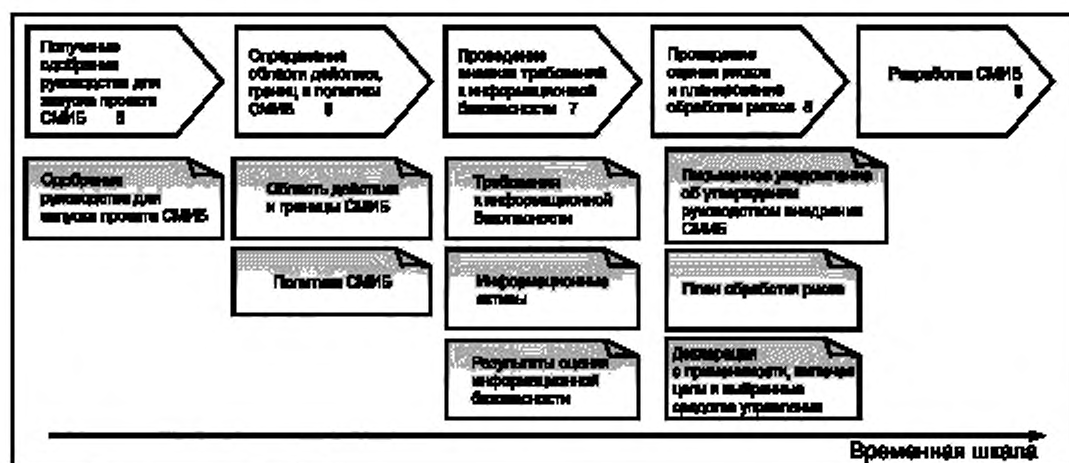 Получение
одобрения
руководства для
запуска проекта
СМИБ 5
Определение
области действия,
границ и политики
СМИБ 6
Проведение
анализа требований
к информационной
безопасности 7
Проведение
оценки рисков
и планирование
обработки рисков 8
Разработка СМИБ
9
Одобрение
руководства для
запуска проекта СМИБ
Область действия
и границы СМИБ
Требования
к информационной
безопасности
Письменное уведомление
об утверждении
руководством внедрения
СМИБ
Политика СМИБ
Информационные
активы
План обработки риска
Результаты оценки
информационной
безопасности
Декларация
о применимости, включая
цели и выбранные
средства управления
Временная шкала